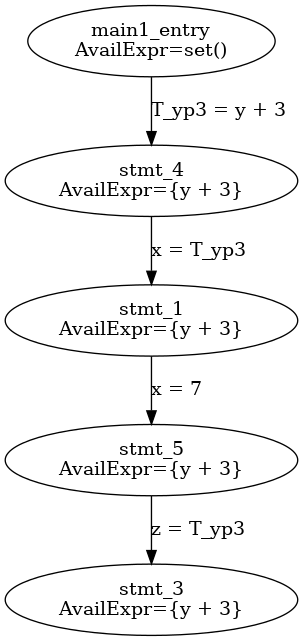 main1_entry
AvailExpr=set()
T_yp3 = y + 3
stmt_4
AvailExpr={y + 3}
x = T_yp3
stmt_1
AvailExpr={y + 3}
x = 7
stmt_5
AvailExpr={y + 3}
z = T_yp3
stmt_3
AvailExpr={y + 3}